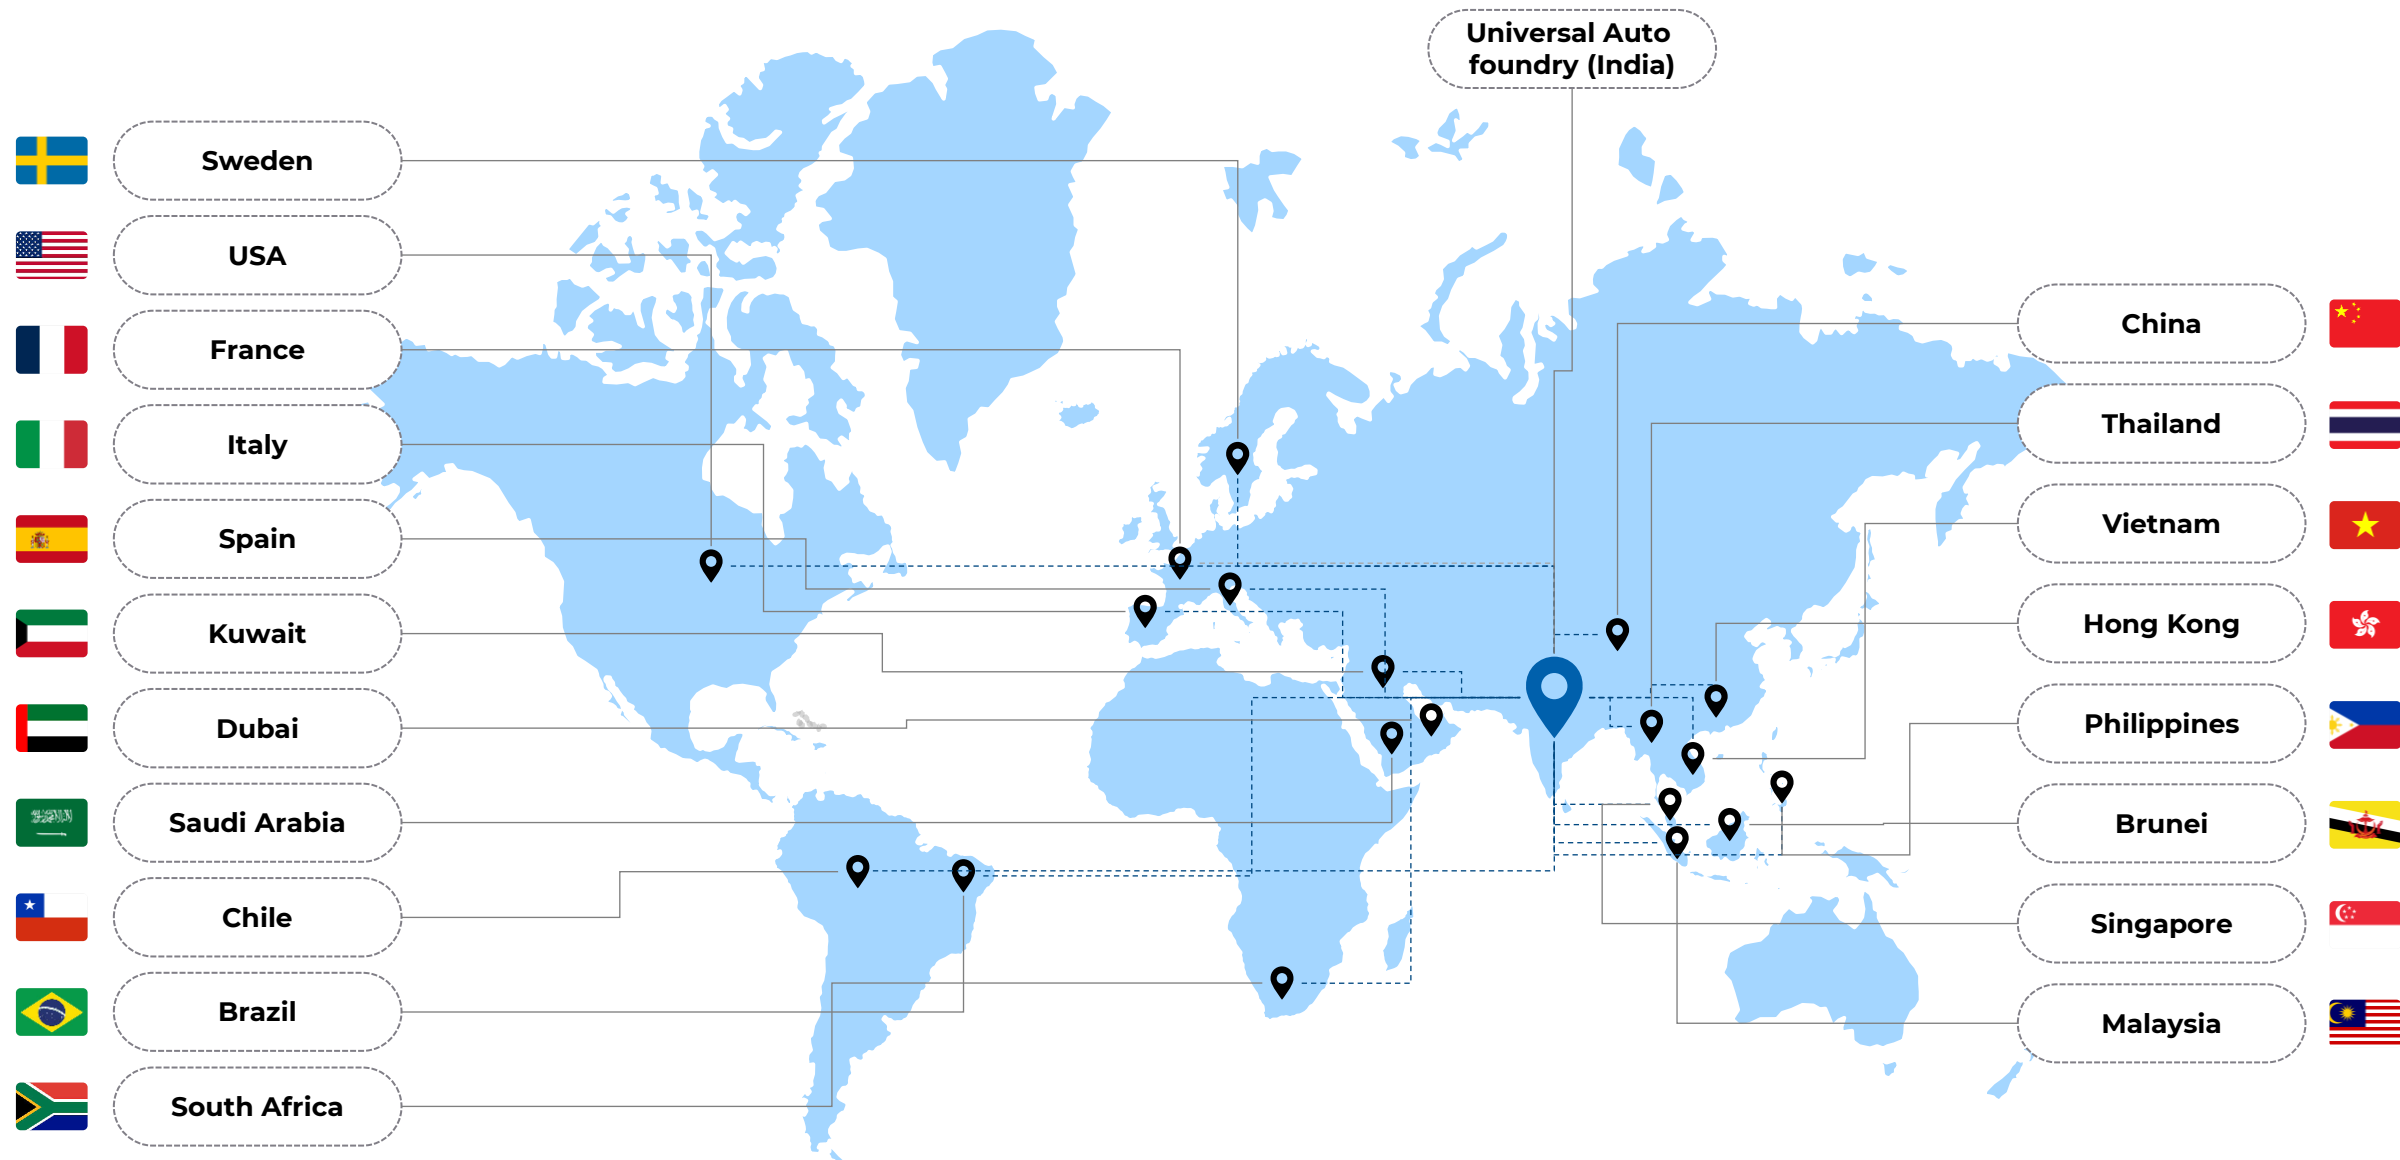 Universal Auto
foundry (India)
Sweden
USA
France
Italy
Spain
Kuwait
Dubai
Saudi Arabia
Chile
Brazil
South Africa
China
Thailand
Vietnam
Hong Kong
Philippines
Brunei
Singapore
Malaysia